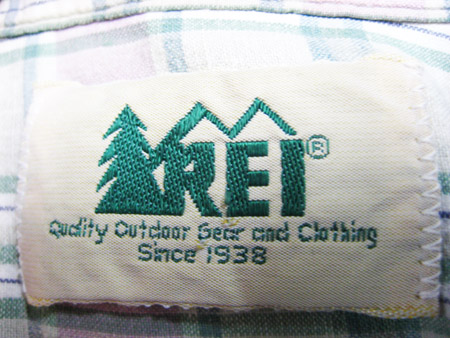 REI®
Quality Outdoor Gear and Clothing
Since 1938